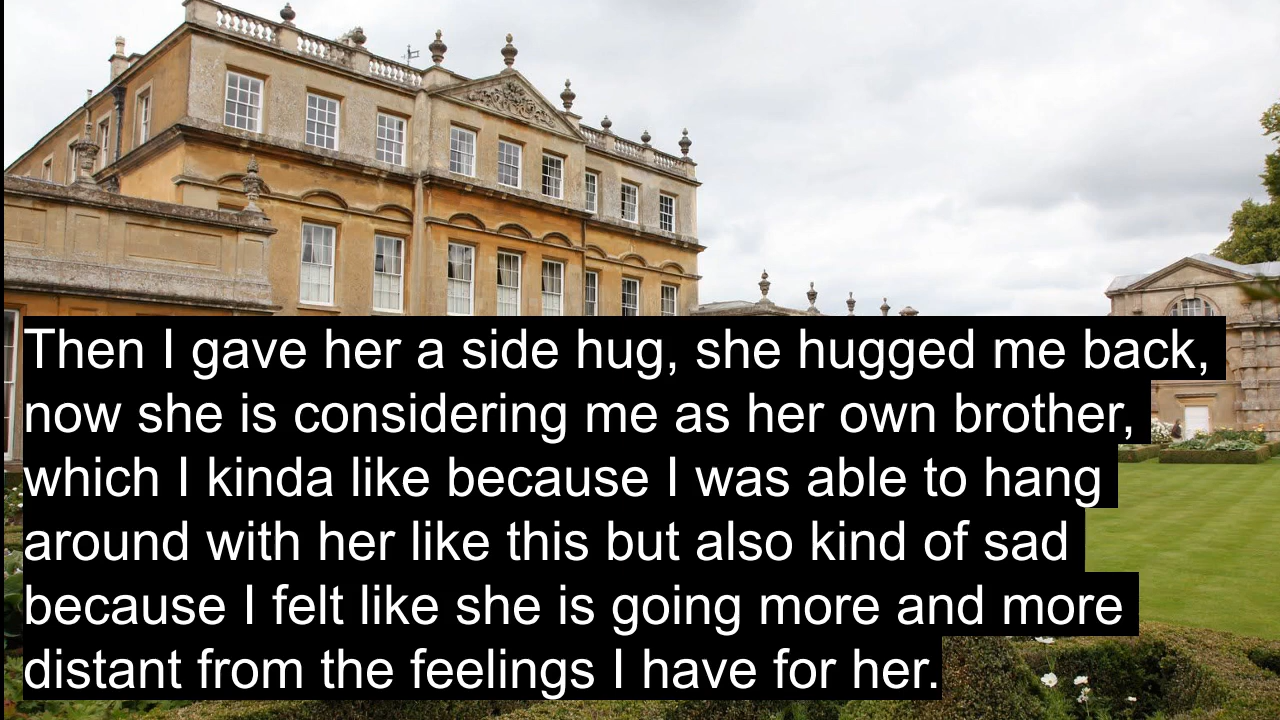 Then I gave her a side hug, she hugged me back,
now she is considering me as her own brother,
which I kinda like because I was able to hang
around with her like this but also kind of sad
because I felt like she is going more and more
distant from the feelings I have for her.